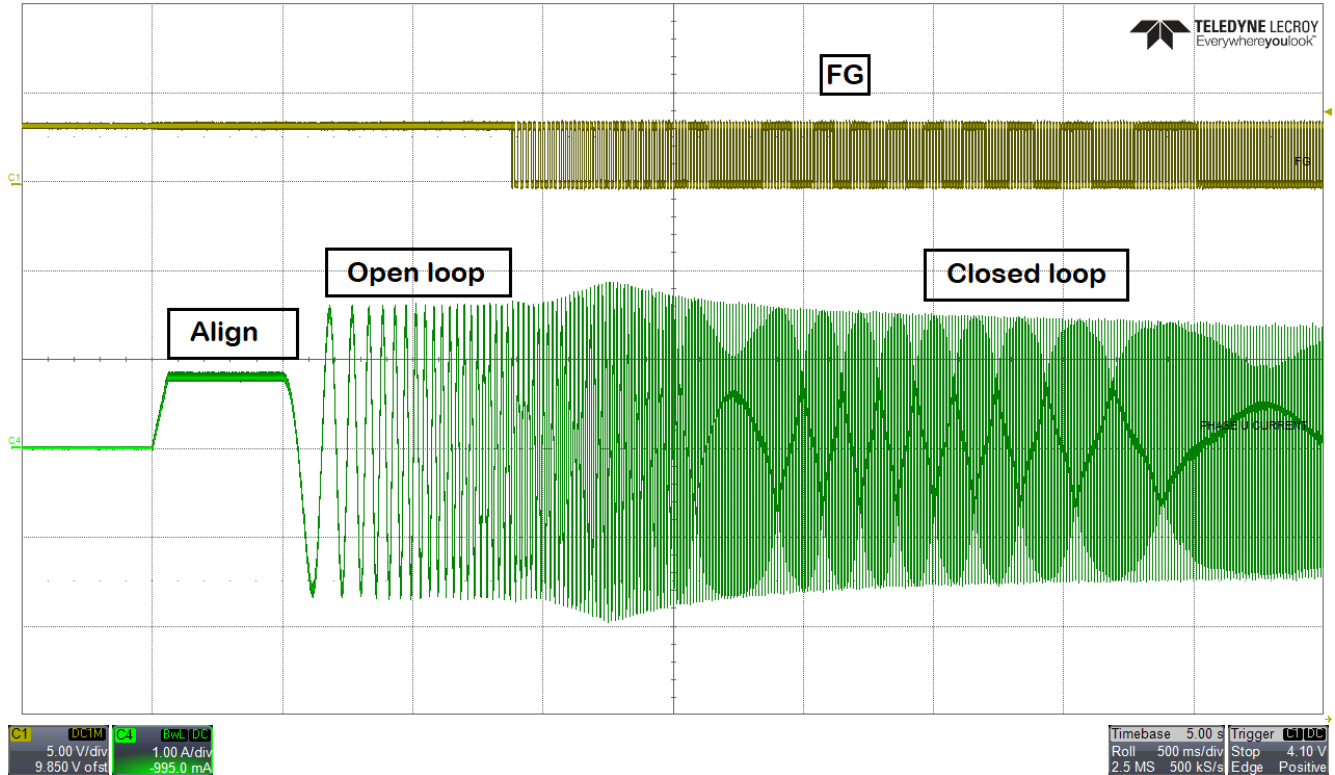 TELEDYNE LECROY
Everywhereyoulook™
FG
C1
FG
Open loop
Closed loop
Align
C4
PHASE U CURRENT
C1 DC1M
5.00 V/div
9.850 V ofst
C4 BwL DC
1.00 A/div
-995.0 mA
Timebase 5.00 s
Roll 500 ms/div
2.5 MS 500 kS/s
Trigger C1 DC
Stop 4.10 V
Edge Positive